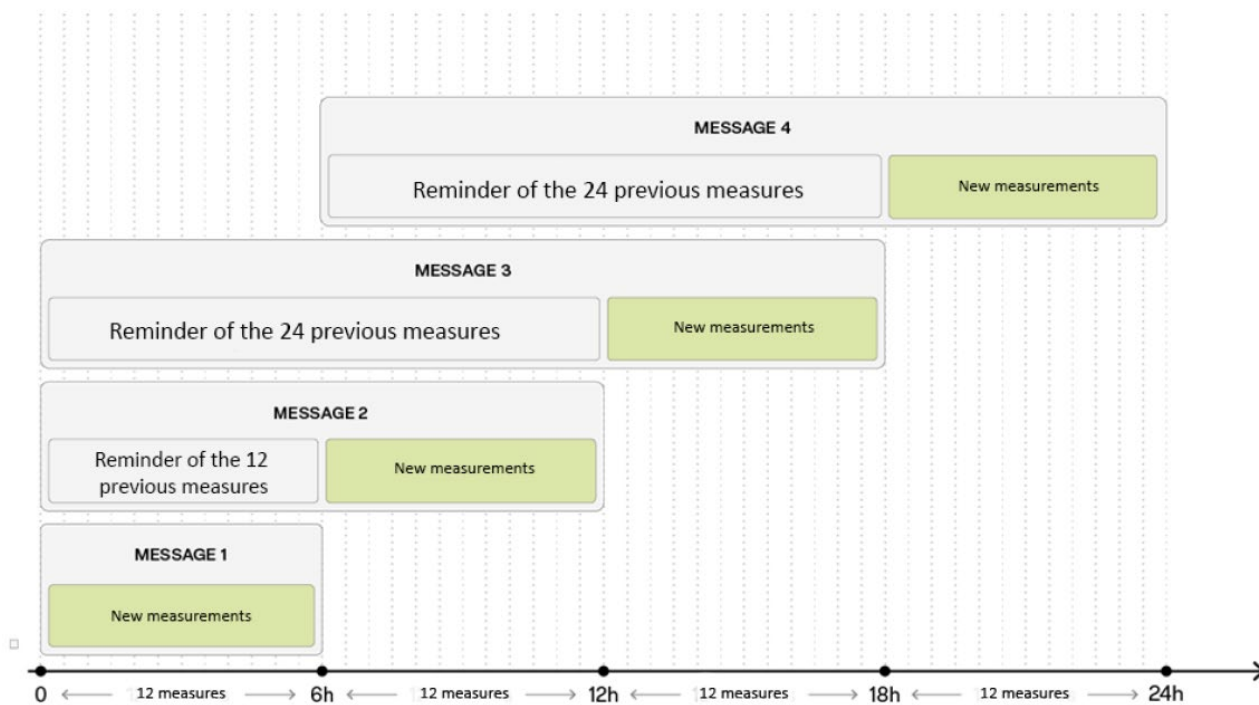 MESSAGE 4
Reminder of the 24 previous measures
New measurements
MESSAGE 3
Reminder of the 24 previous measures
New measurements
MESSAGE 2
Reminder of the 12
previous measures
New measurements
MESSAGE 1
New measurements
0 12 measures 6h 12 measures 12h 12 measures 18h 12 measures 24h